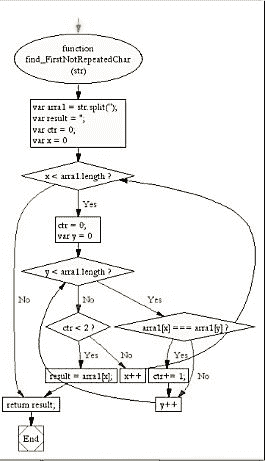 function
find_FirstNotRepeatedChar
(str)
var arra1 = str.split('');
var result = '';
var ctr = 0;
var x = 0
x < arra1.length ?
Yes
ctr = 0;
var y = 0
y < arra1.length ?
No
No
Yes
ctr < 2 ?
arra1[x] === arra1[y] ?
Yes
No
Yes
No
result = arra1[x];
x++
ctr+= 1;
return result;
y++
End